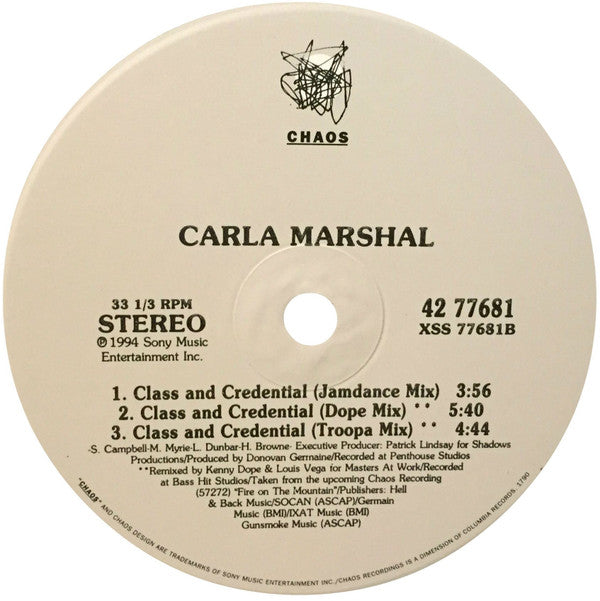 CHAOS
CARLA MARSHAL
33 1/3 RPM
STEREO
℗ 1994 Sony Music
Entertainment Inc.
42 77681
XSS 77681B
1. Class and Credential (Jamdance Mix) 3:56
2. Class and Credential (Dope Mix) ** 5:40
3. Class and Credential (Troopa Mix) ** 4:44
-S. Campbell-M. Myrie-L. Dunbar-H. Browne- Executive Producer: Patrick Lindsay for Shadows
Productions/Produced by Donovan Germaine/Recorded at Penthouse Studios
**Remixed by Kenny Dope & Louis Vega for Masters At Work/Recorded
at Bass Hit Studios/Taken from the upcoming Chaos Recording
(57272) "Fire on The Mountain"/Publishers: Hell
& Back Music/SOCAN (ASCAP)/Germain
Music (BMI)/IXAT Music (BMI)
Gunsmoke Music (ASCAP)
"CHAOS" AND CHAOS DESIGN ARE TRADEMARKS OF SONY MUSIC ENTERTAINMENT INC./CHAOS RECORDINGS IS A DIMENSION OF COLUMBIA RECORDS, 1790